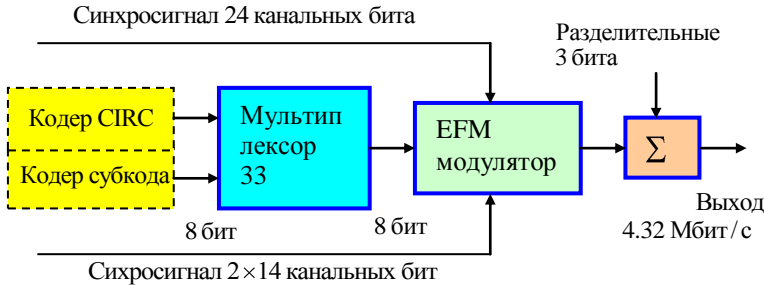 Синхросигнал 24 канальных бита
Разделительные
3 бита
Кодер CIRC
Кодер субкода
Мультип
лексор
33
EFM
модулятор
Σ
8 бит
8 бит
Выход
4.32 Мбит/с
Сихросигнал 2×14 канальных бит